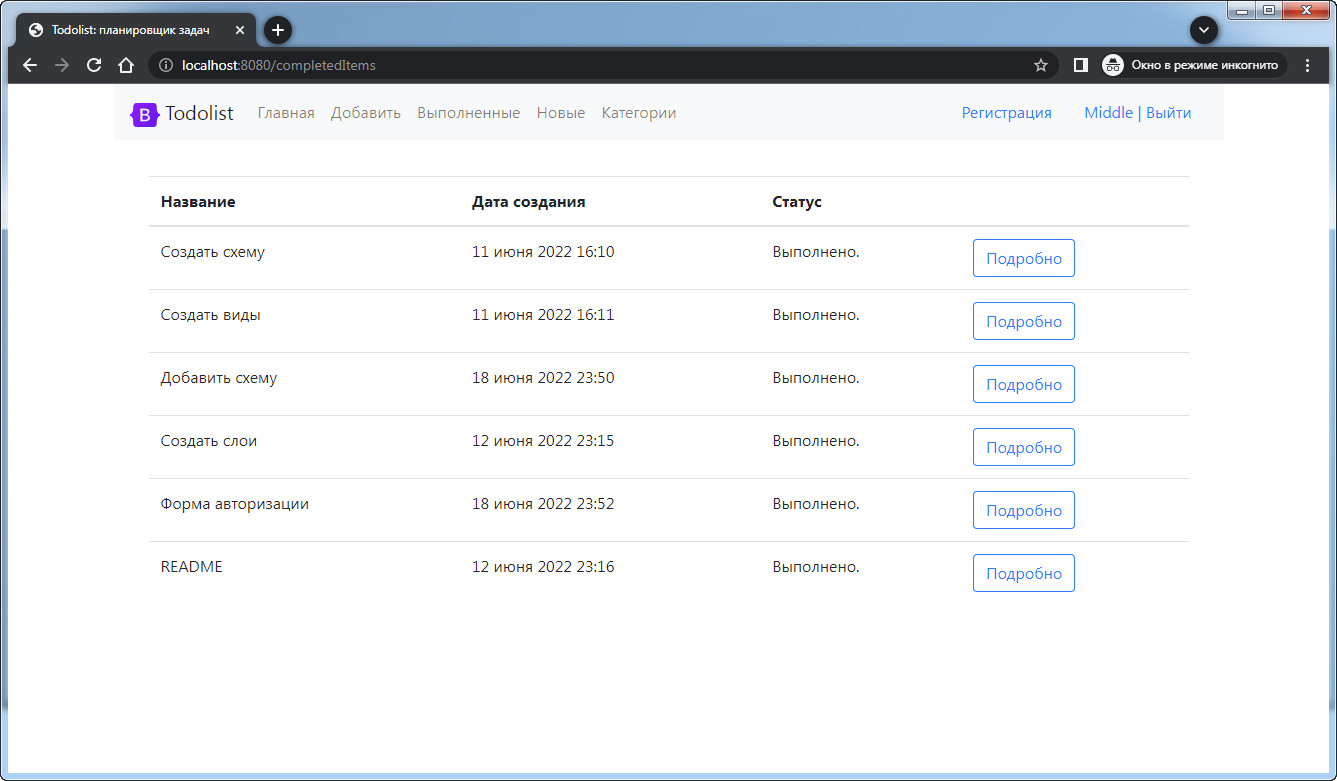 Todolist: планировщик задач
localhost:8080/completedItems
Окно в режиме инкогнито
B Todolist Главная Добавить Выполненные Новые Категории Регистрация Middle | Выйти
Название Дата создания Статус
Создать схему 11 июня 2022 16:10 Выполнено. Подробно
Создать виды 11 июня 2022 16:11 Выполнено. Подробно
Добавить схему 18 июня 2022 23:50 Выполнено. Подробно
Создать слои 12 июня 2022 23:15 Выполнено. Подробно
Форма авторизации 18 июня 2022 23:52 Выполнено. Подробно
README 12 июня 2022 23:16 Выполнено. Подробно